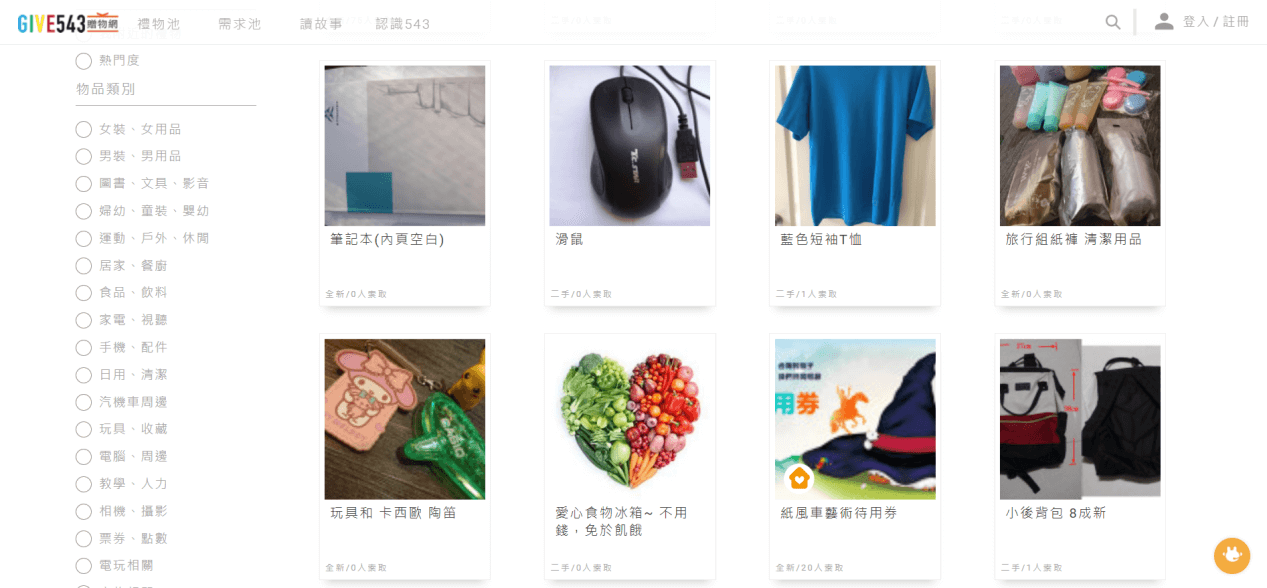 GIVE543贈物網
禮物池
需求池
讀故事
認識543
登入 / 註冊
熱門度
物品類別
女裝、女用品
男裝、男用品
圖書、文具、影音
婦幼、童裝、嬰幼
運動、戶外、休閒
居家、餐廚
食品、飲料
家電、視聽
手機、配件
日用、清潔
汽機車周邊
玩具、收藏
電腦、周邊
教學、人力
相機、攝影
票券、點數
電玩相關
筆記本(內頁空白)
全新/0人索取
滑鼠
二手/0人索取
藍色短袖T恤
二手/1人索取
旅行組紙褲 清潔用品
全新/0人索取
玩具和 卡西歐 陶笛
全新/0人索取
愛心食物冰箱~ 不用
錢，免於飢餓
二手/0人索取
用券
紙風車藝術待用券
全新/20人索取
小後背包 8成新
二手/1人索取